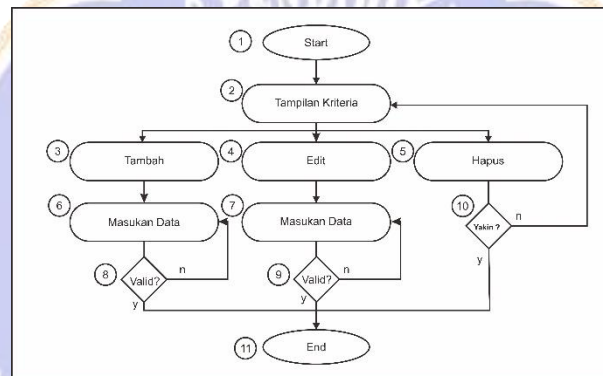 1 Start
2 Tampilan Kriteria
3 Tambah
4 Edit
5 Hapus
6 Masukan Data
7 Masukan Data
10 Yakin ?
n
8 Valid?
n
9 Valid?
n
y
y
y
11 End